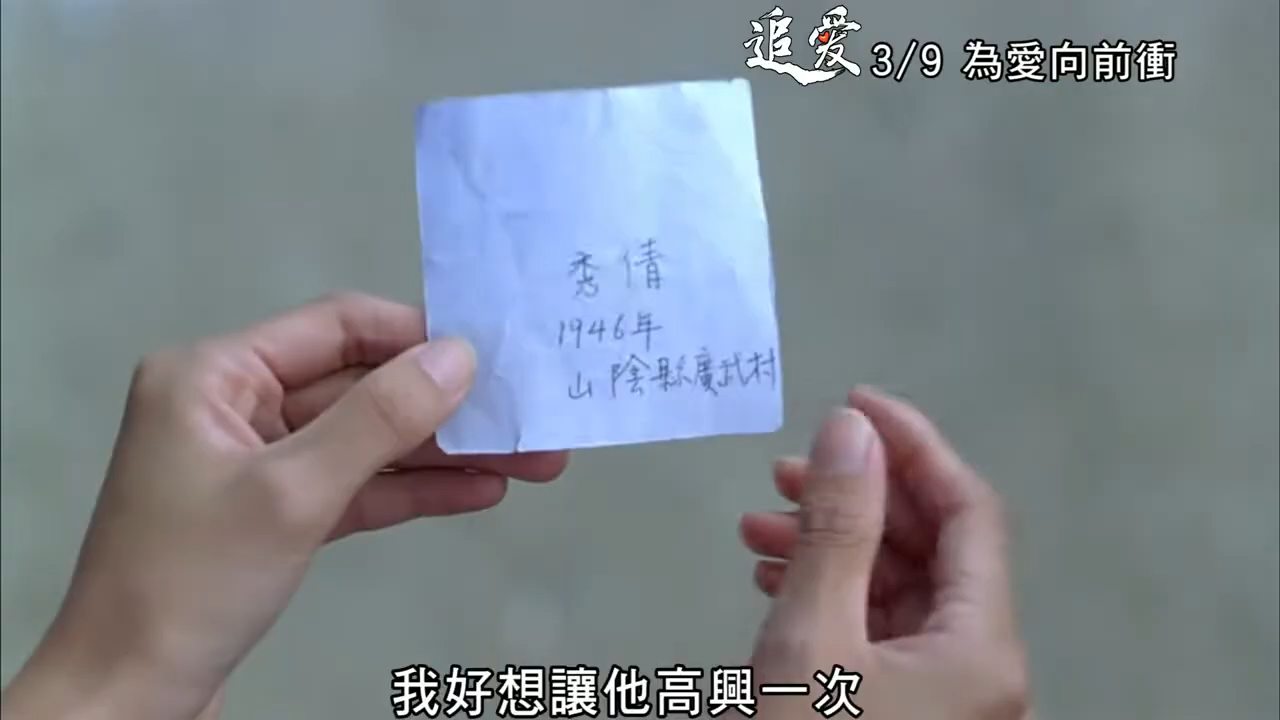 追愛
3/9 為愛向前衝
秀倩
1946年
山陰縣廣武村
我好想讓他高興一次